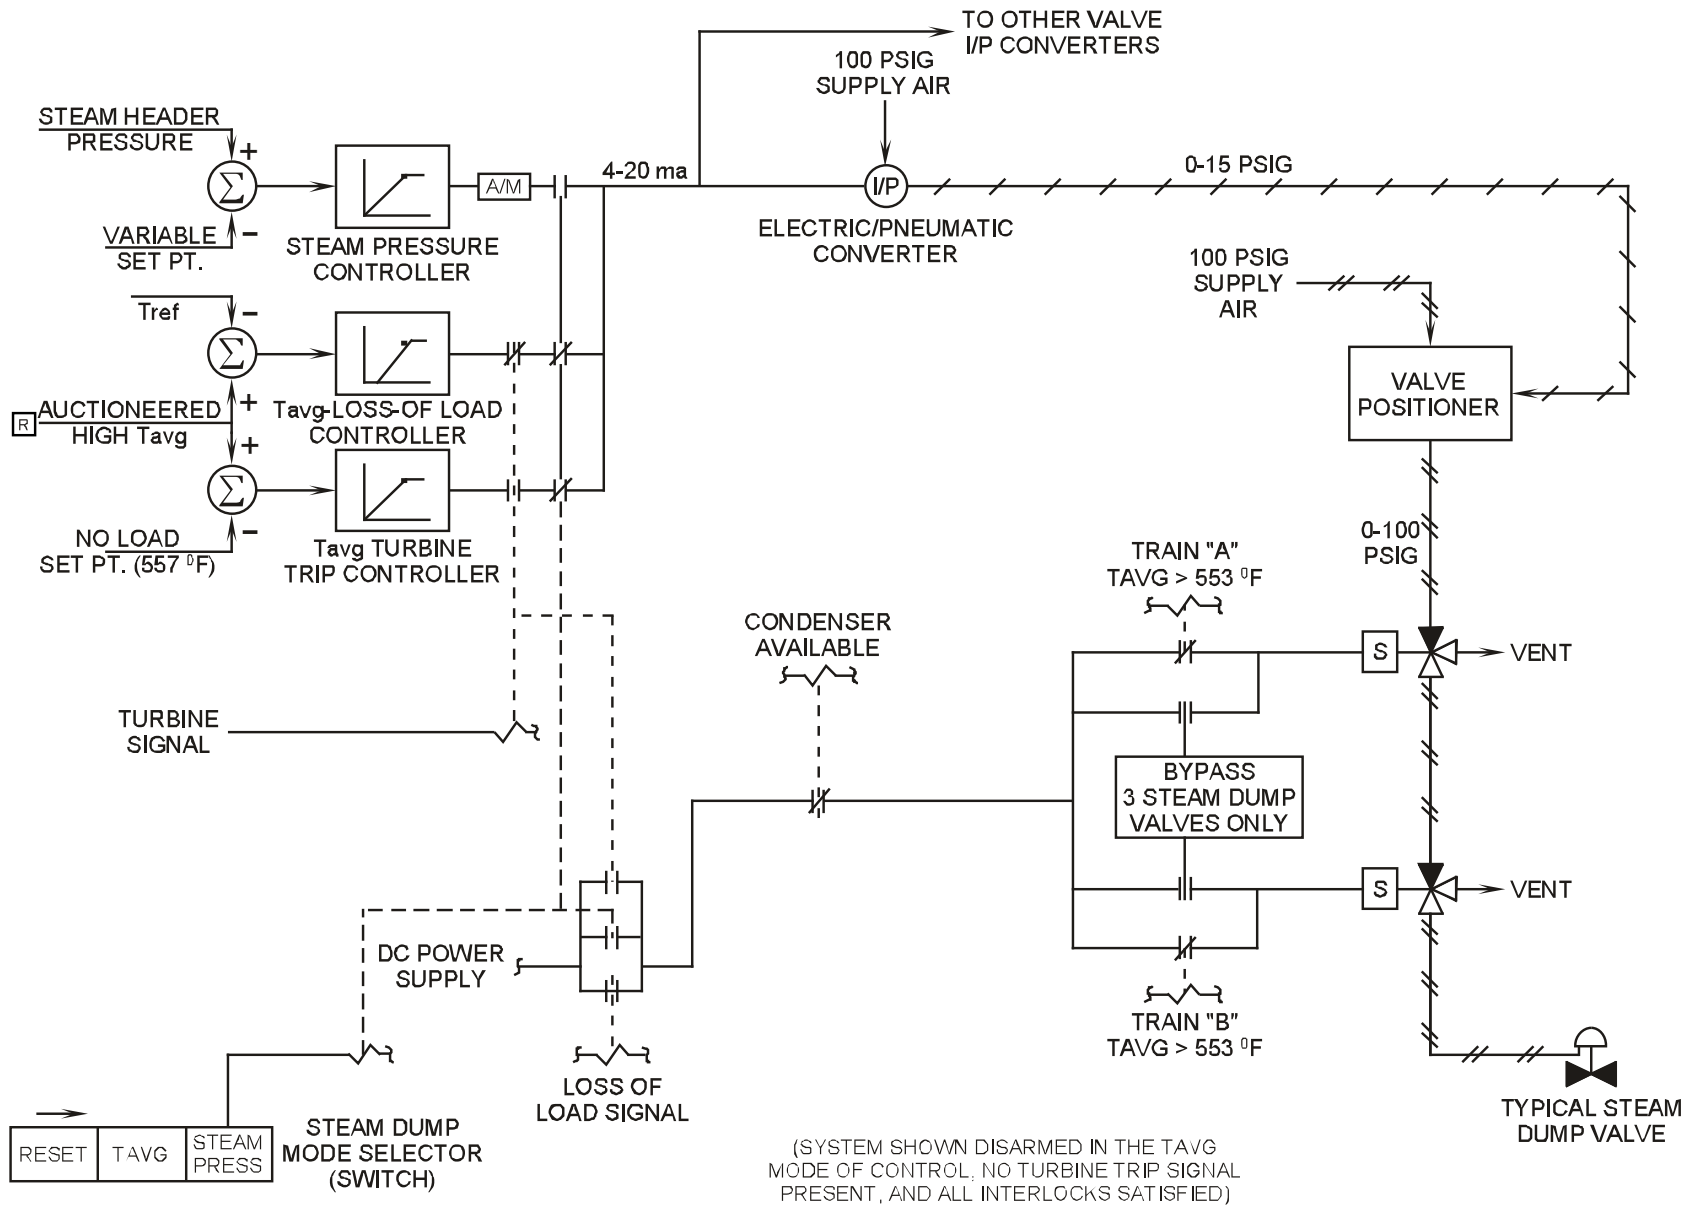 TO OTHER VALVE
I/P CONVERTERS
100 PSIG
SUPPLY AIR
STEAM HEADER
PRESSURE
+
Σ
A/M
4-20 ma
I/P
0-15 PSIG
VARIABLE
SET PT.
−
STEAM PRESSURE
CONTROLLER
ELECTRIC/PNEUMATIC
CONVERTER
100 PSIG
SUPPLY
AIR
Tref
−
Σ
+
Tavg-LOSS-OF LOAD
CONTROLLER
VALVE
POSITIONER
R
AUCTIONEERED
HIGH Tavg
+
Σ
−
NO LOAD
SET PT. (557 ⁰F)
Tavg TURBINE
TRIP CONTROLLER
0-100
PSIG
TRAIN "A"
TAVG > 553 ⁰F
CONDENSER
AVAILABLE
S
VENT
TURBINE
SIGNAL
BYPASS
3 STEAM DUMP
VALVES ONLY
S
VENT
DC POWER
SUPPLY
TRAIN "B"
TAVG > 553 ⁰F
LOSS OF
LOAD SIGNAL
RESET
TAVG
STEAM
PRESS
STEAM DUMP
MODE SELECTOR
(SWITCH)
TYPICAL STEAM
DUMP VALVE
(SYSTEM SHOWN DISARMED IN THE TAVG
MODE OF CONTROL, NO TURBINE TRIP SIGNAL
PRESENT, AND ALL INTERLOCKS SATISFIED)